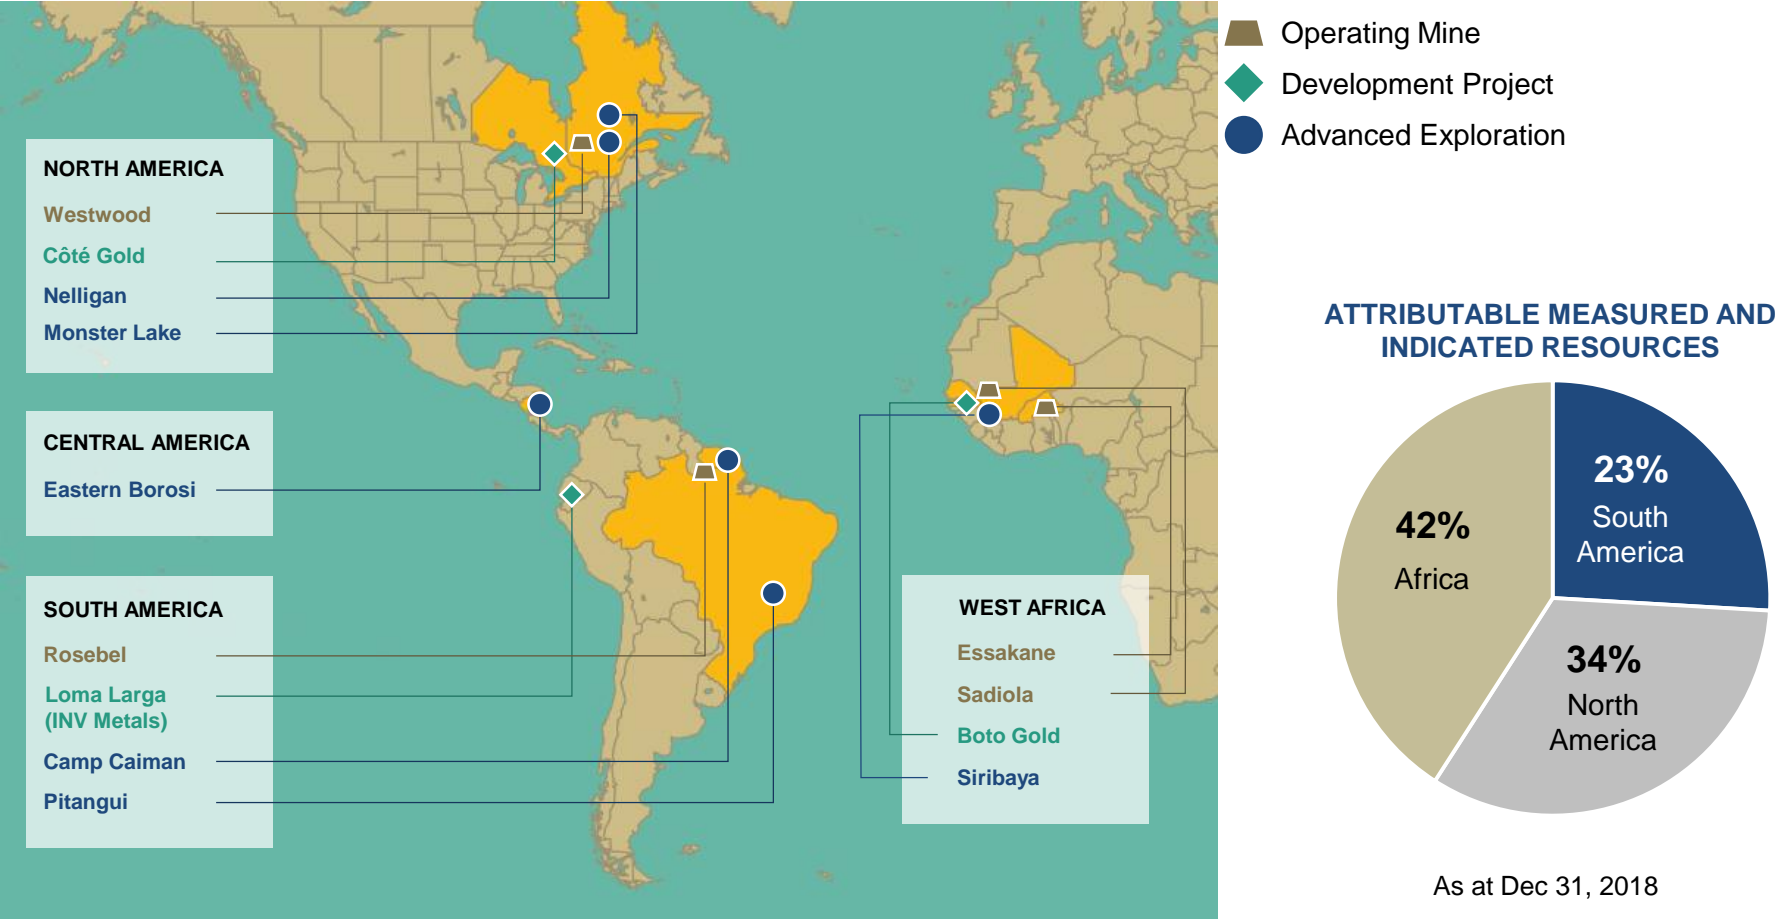 Operating Mine
Development Project
Advanced Exploration
NORTH AMERICA
Westwood
Côté Gold
Nelligan
Monster Lake
CENTRAL AMERICA
Eastern Borosi
SOUTH AMERICA
Rosebel
Loma Larga
(INV Metals)
Camp Caiman
Pitangui
WEST AFRICA
Essakane
Sadiola
Boto Gold
Siribaya
ATTRIBUTABLE MEASURED AND
INDICATED RESOURCES
23%
South
America
42%
Africa
34%
North
America
As at Dec 31, 2018